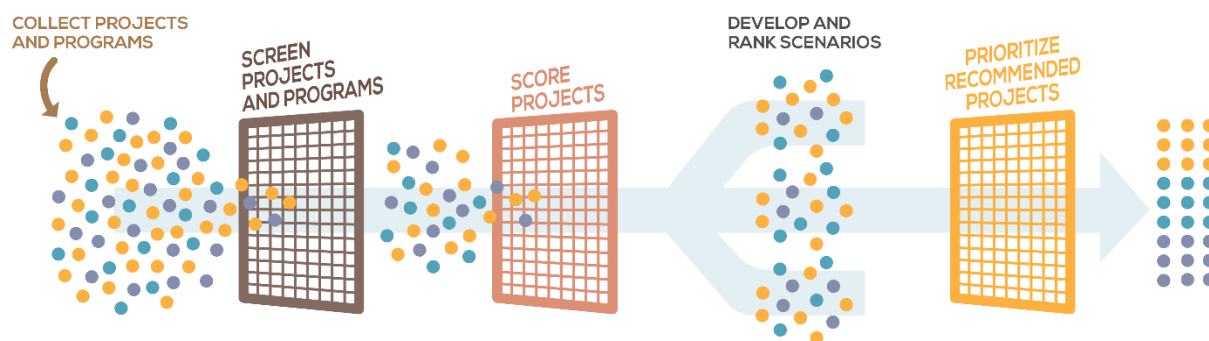 COLLECT PROJECTS
AND PROGRAMS
SCREEN
PROJECTS
AND PROGRAMS
SCORE
PROJECTS
DEVELOP AND
RANK SCENARIOS
PRIORITIZE
RECOMMENDED
PROJECTS